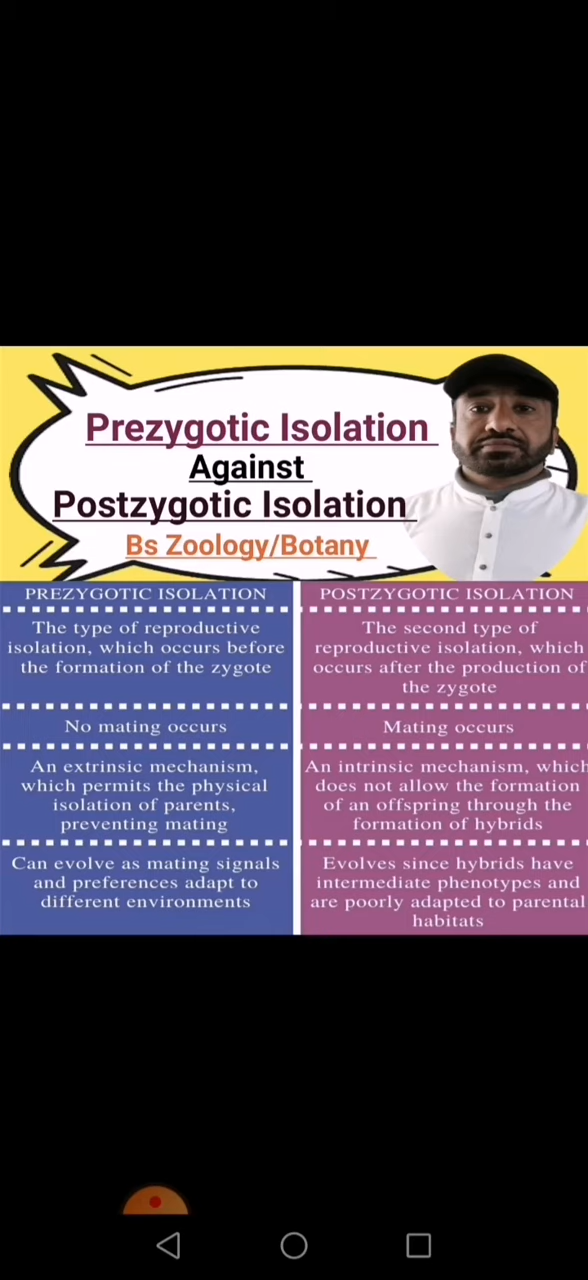 Prezygotic Isolation
Against
Postzygotic Isolation
Bs Zoology/Botany
PREZYGOTIC ISOLATION
The type of reproductive
isolation, which occurs before
the formation of the zygote
No mating occurs
An extrinsic mechanism,
which permits the physical
isolation of parents,
preventing mating
Can evolve as mating signals
and preferences adapt to
different environments
POSTZYGOTIC ISOLATION
The second type of
reproductive isolation, which
occurs after the production of
the zygote
Mating occurs
An intrinsic mechanism, which
does not allow the formation
of an offspring through the
formation of hybrids
Evolves since hybrids have
intermediate phenotypes and
are poorly adapted to parental
habitats